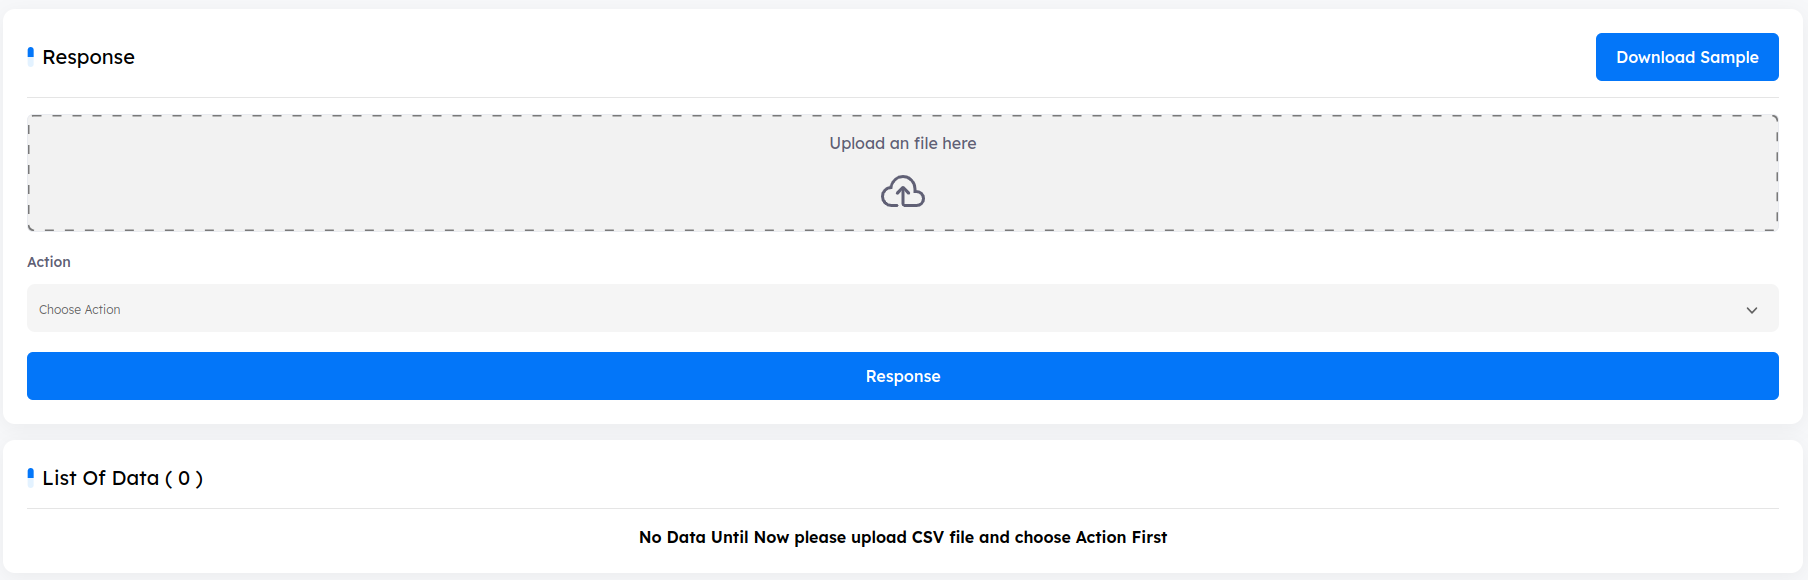 Response
Download Sample
Upload an file here
Action
Choose Action
Response
List Of Data ( 0 )
No Data Until Now please upload CSV file and choose Action First